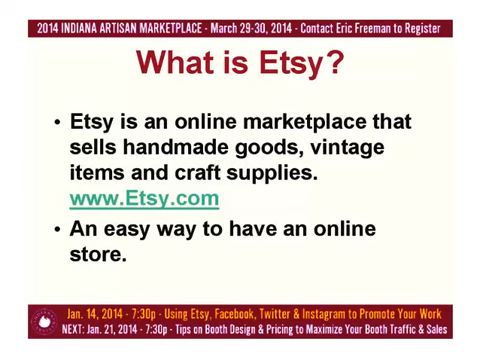 2014 INDIANA ARTISAN MARKETPLACE - March 29-30, 2014 - Contact Eric Freeman to Register
What is Etsy?
• Etsy is an online marketplace that
sells handmade goods, vintage
items and craft supplies.
www.Etsy.com
• An easy way to have an online
store.
Jan. 14, 2014 - 7:30p - Using Etsy, Facebook, Twitter & Instagram to Promote Your Work
NEXT: Jan. 21, 2014 - 7:30p - Tips on Booth Design & Pricing to Maximize Your Booth Traffic & Sales